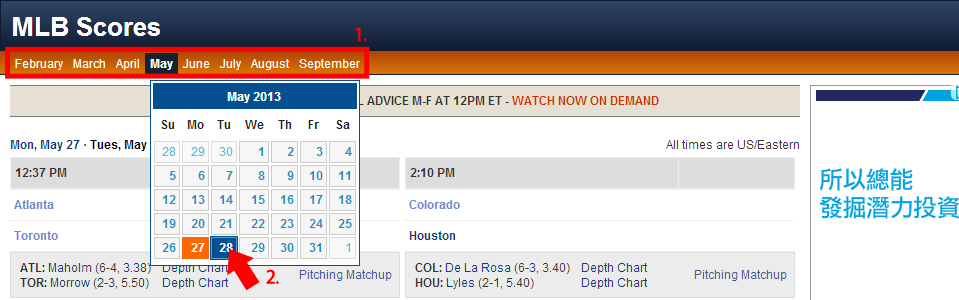 MLB Scores
1.
February March April May June July August September
May 2013
L ADVICE M-F AT 12PM ET - WATCH NOW ON DEMAND
Su Mo Tu We Th Fr Sa
Mon, May 27 · Tues, May
All times are US/Eastern
28 29 30 1 2 3 4
5 6 7 8 9 10 11
12 13 14 15 16 17 18
19 20 21 22 23 24 25
26 27 28 29 30 31 1
2.
12:37 PM
Atlanta
Toronto
ATL: Maholm (6-4, 3.38) Depth Chart
TOR: Morrow (2-3, 5.50) Depth Chart
Pitching Matchup
2:10 PM
Colorado
Houston
COL: De La Rosa (6-3, 3.40) Depth Chart
HOU: Lyles (2-1, 5.40) Depth Chart
Pitching Matchup
所以總能
發掘潛力投資